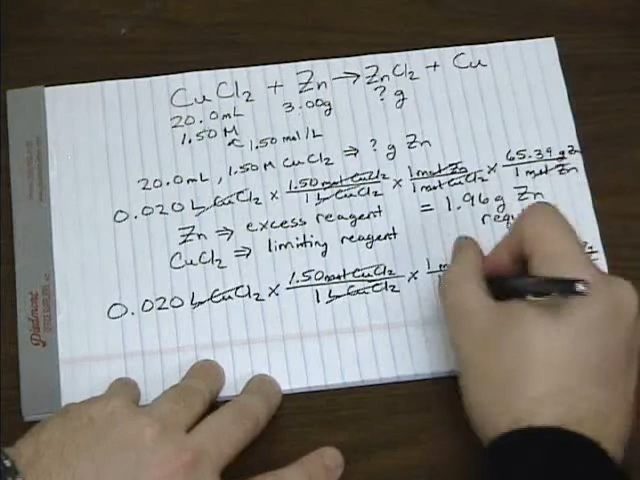 CuCl2 + Zn → ZnCl2 + Cu
20.0mL 3.00g ? g
1.50 M
1.50 mol/L
20.0mL, 1.50 M CuCl2 ⇒ ? g Zn
0.020 L CuCl2 × 1.50 mol CuCl2 / 1 L CuCl2 × 1 mol Zn / 1 mol CuCl2 × 65.39 g Zn / 1 mol Zn
= 1.96 g Zn
Zn ⇒ excess reagent
CuCl2 ⇒ limiting reagent
0.020 L CuCl2 × 1.50 mol CuCl2 / 1 L CuCl2 × 1
Piedmont